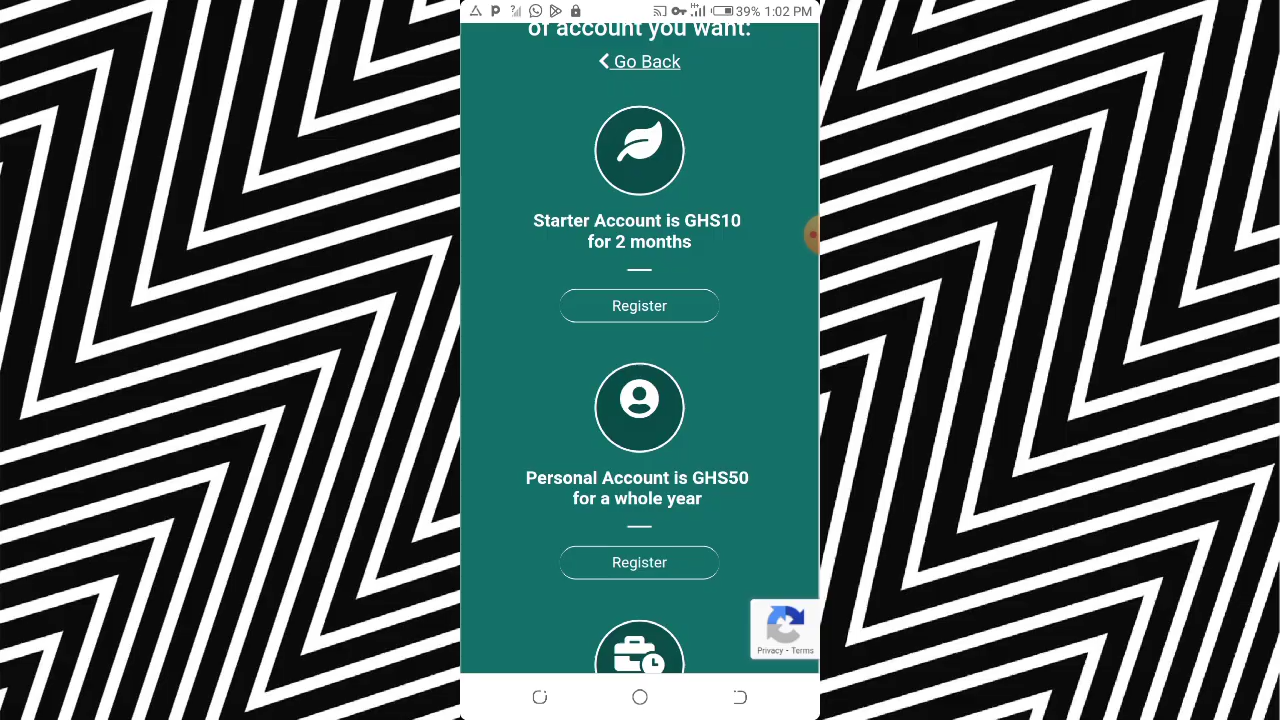 39% 1:02 PM
of account you want:
Go Back
Starter Account is GHS10
for 2 months
Register
Personal Account is GHS50
for a whole year
Register
Privacy - Terms